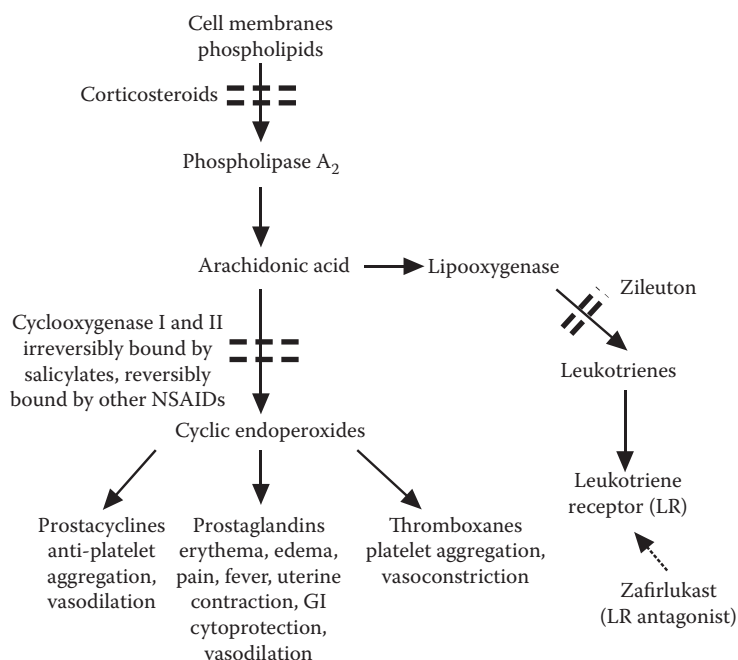 Cell membranes
phospholipids
Corticosteroids
Phospholipase A₂
Arachidonic acid
Lipooxygenase
Zileuton
Cyclooxygenase I and II
irreversibly bound by
salicylates, reversibly
bound by other NSAIDs
Leukotrienes
Cyclic endoperoxides
Leukotriene
receptor (LR)
Prostacyclines
anti-platelet
aggregation,
vasodilation
Prostaglandins
erythema, edema,
pain, fever, uterine
contraction, GI
cytoprotection,
vasodilation
Thromboxanes
platelet aggregation,
vasoconstriction
Zafirlukast
(LR antagonist)